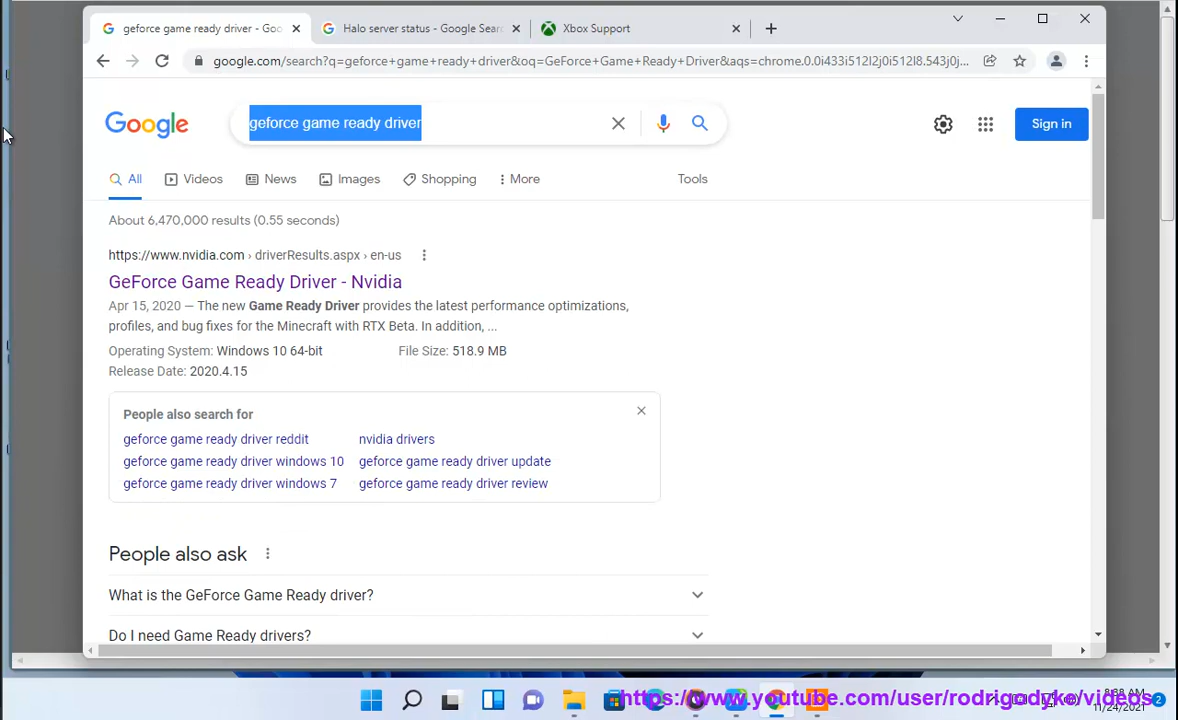 geforce game ready driver - Goo
Halo server status - Google Sear
Xbox Support
google.com/search?q=geforce+game+ready+driver&oq=GeForce+Game+Ready+Driver&aqs=chrome.0.0i433i512l2j0i512l8.543j0j...
Google
geforce game ready driver
Sign in
All
Videos
News
Images
Shopping
More
Tools
About 6,470,000 results (0.55 seconds)
https://www.nvidia.com › driverResults.aspx › en-us
GeForce Game Ready Driver - Nvidia
Apr 15, 2020 — The new Game Ready Driver provides the latest performance optimizations,
profiles, and bug fixes for the Minecraft with RTX Beta. In addition, ...
Operating System: Windows 10 64-bit
File Size: 518.9 MB
Release Date: 2020.4.15
People also search for
geforce game ready driver reddit
nvidia drivers
geforce game ready driver windows 10
geforce game ready driver update
geforce game ready driver windows 7
geforce game ready driver review
People also ask
What is the GeForce Game Ready driver?
Do I need Game Ready drivers?
https://www.youtube.com/user/rodrigadyke/videos
8:38 AM
11/24/2021
2